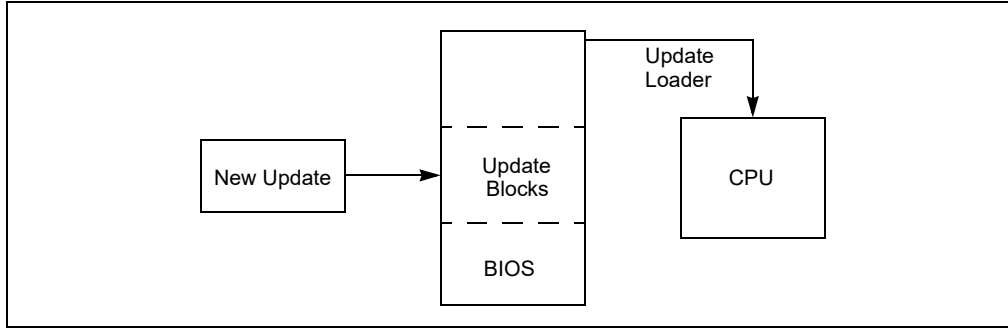 Update
Loader
New Update
Update
Blocks
CPU
BIOS